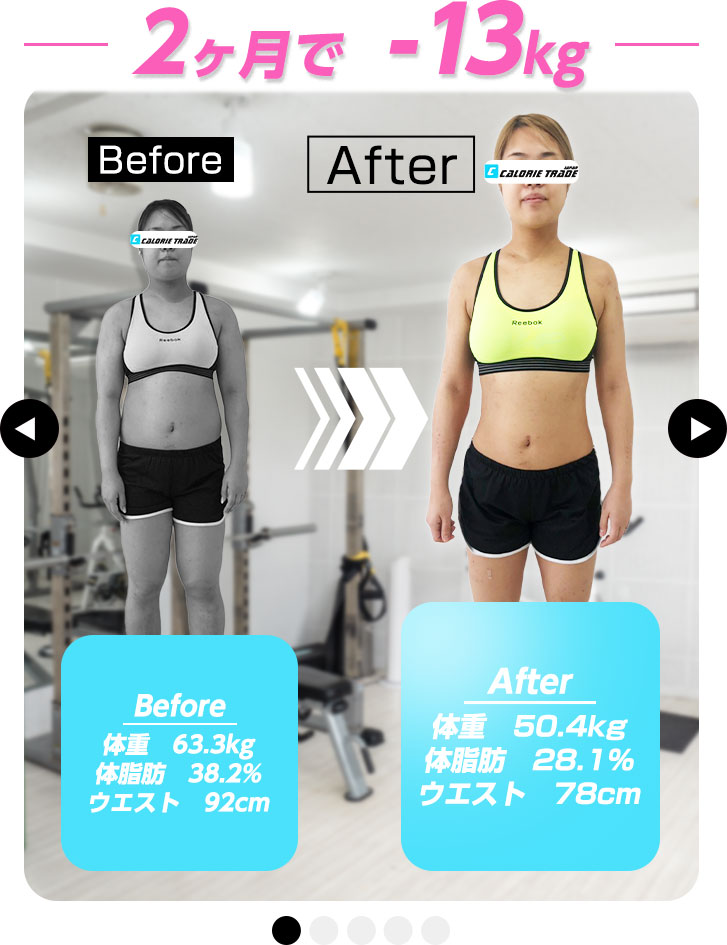 2ヶ月で -13kg
Before
After
CALORIE TRADE JAPAN
CALORIE TRADE JAPAN
Reebok
Reebok
Before
体重 63.3kg
体脂肪 38.2%
ウエスト 92cm
After
体重 50.4kg
体脂肪 28.1%
ウエスト 78cm